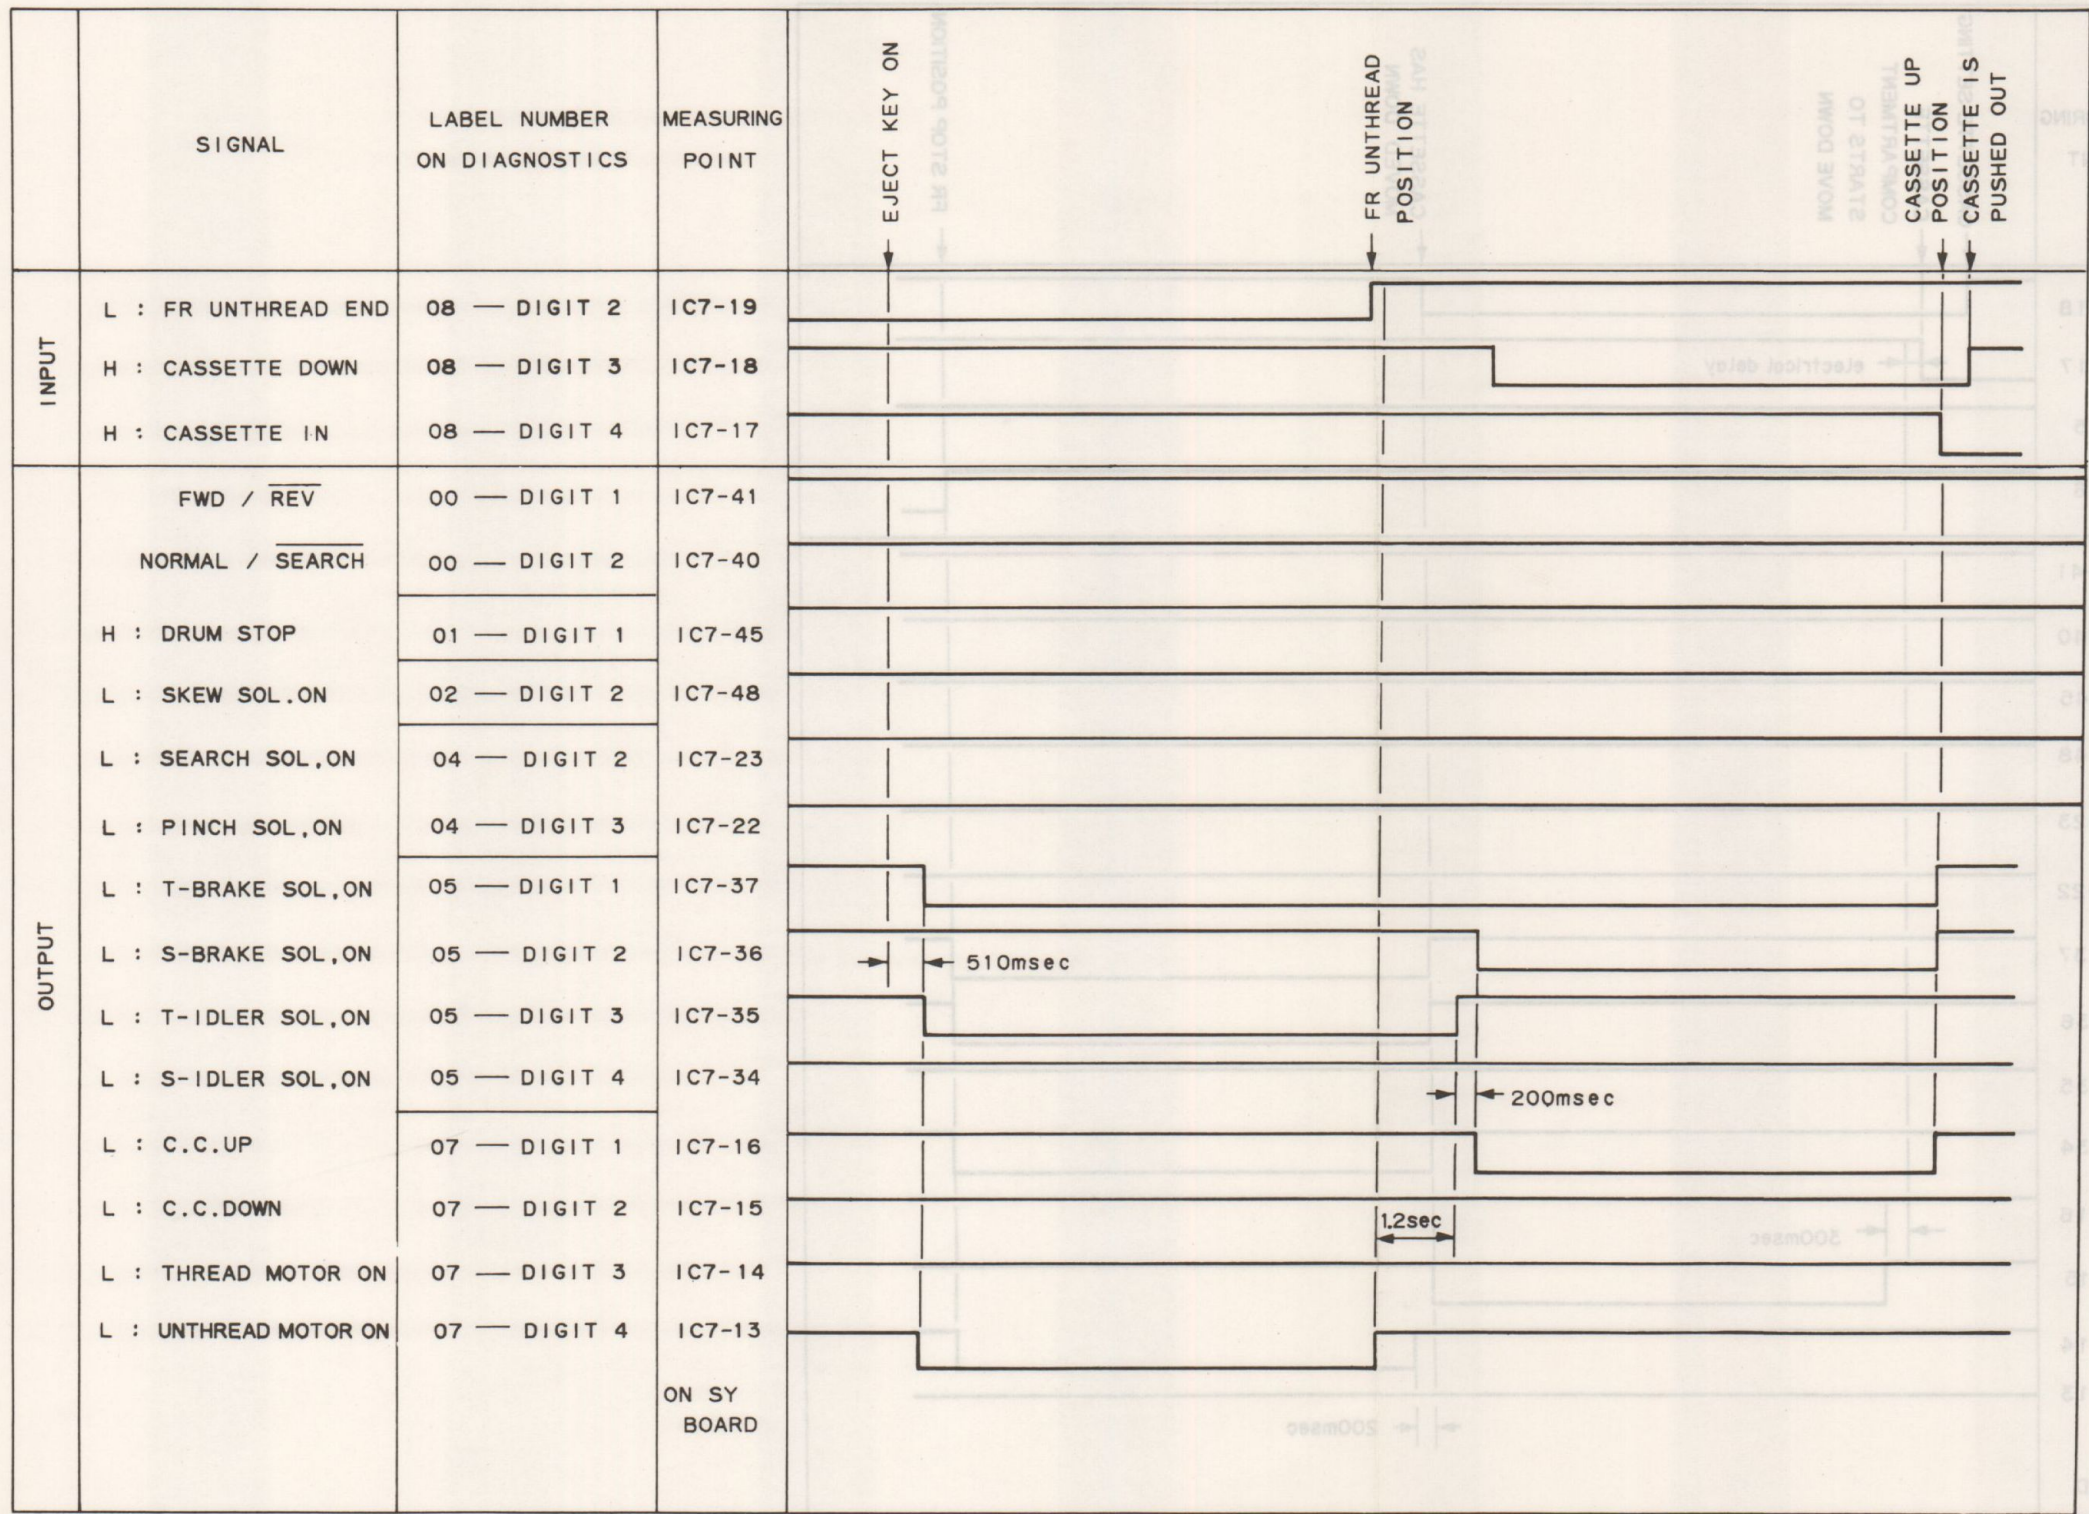 SIGNAL
LABEL NUMBER
ON DIAGNOSTICS
MEASURING
POINT
EJECT KEY ON
FR UNTHREAD
POSITION
CASSETTE UP
POSITION
CASSETTE IS
PUSHED OUT
INPUT
L : FR UNTHREAD END 08 — DIGIT 2 IC7-19
H : CASSETTE DOWN 08 — DIGIT 3 IC7-18
H : CASSETTE IN 08 — DIGIT 4 IC7-17
OUTPUT
FWD / REV 00 — DIGIT 1 IC7-41
NORMAL / SEARCH 00 — DIGIT 2 IC7-40
H : DRUM STOP 01 — DIGIT 1 IC7-45
L : SKEW SOL.ON 02 — DIGIT 2 IC7-48
L : SEARCH SOL,ON 04 — DIGIT 2 IC7-23
L : PINCH SOL,ON 04 — DIGIT 3 IC7-22
L : T-BRAKE SOL,ON 05 — DIGIT 1 IC7-37
L : S-BRAKE SOL,ON 05 — DIGIT 2 IC7-36
510msec
L : T-IDLER SOL,ON 05 — DIGIT 3 IC7-35
L : S-IDLER SOL,ON 05 — DIGIT 4 IC7-34
200msec
L : C.C.UP 07 — DIGIT 1 IC7-16
L : C.C.DOWN 07 — DIGIT 2 IC7-15
1.2sec
L : THREAD MOTOR ON 07 — DIGIT 3 IC7-14
L : UNTHREAD MOTOR ON 07 — DIGIT 4 IC7-13
ON SY
BOARD